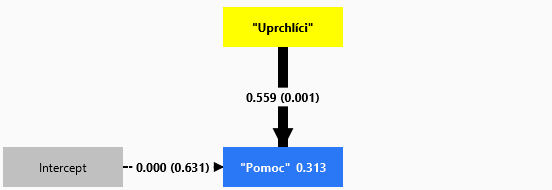 "Uprchlíci"
0.559 (0.001)
Intercept
0.000 (0.631)
"Pomoc" 0.313